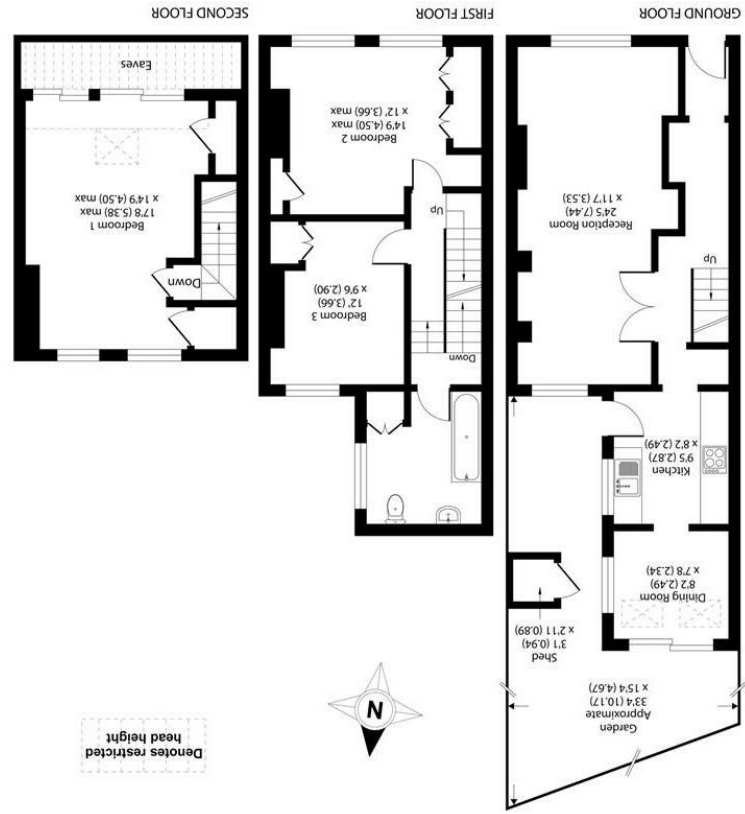 Denotes restricted
head height
Garden
Approximate
33'4 (10.17)
x 15'4 (4.67)
N
Shed
3'1 (0.94)
x 2'11 (0.89)
Dining Room
8'2 (2.49)
x 7'8 (2.34)
Kitchen
9'5 (2.87)
x 8'2 (2.49)
Up
Reception Room
24'5 (7.44)
x 11'7 (3.53)
GROUND FLOOR
Down
Bedroom 3
12' (3.66)
x 9'6 (2.90)
Up
Bedroom 2
14'9 (4.50) max
x 12' (3.66) max
FIRST FLOOR
Down
Bedroom 1
17'8 (5.38) max
x 14'9 (4.50) max
Eaves
SECOND FLOOR